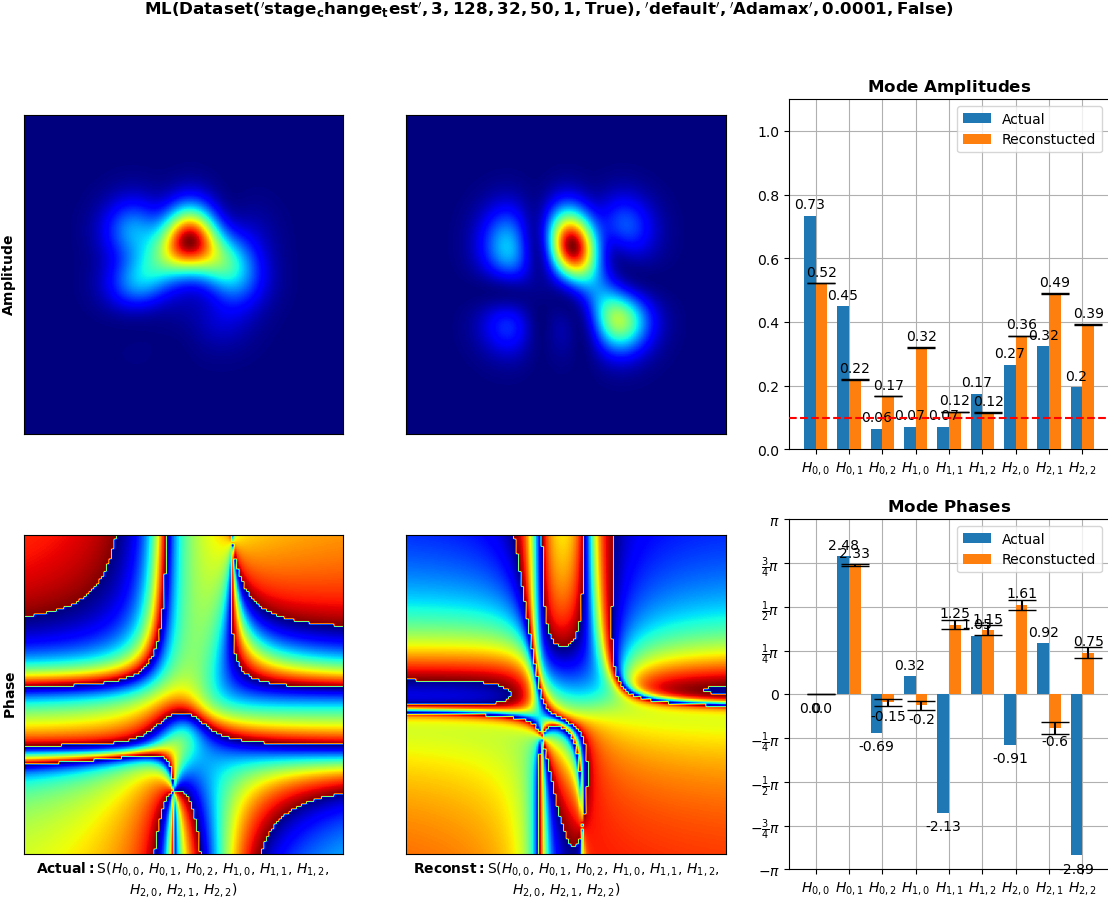 ML(Dataset('stage_change_test', 3, 128, 32, 50, 1, True), 'default', 'Adamax', 0.0001, False)
Amplitude
Mode Amplitudes
Actual
Reconstucted
1.0
0.8
0.6
0.4
0.2
0.0
0.73
0.52
0.45
0.22
0.06
0.17
0.07
0.32
0.07
0.12
0.17
0.12
0.27
0.36
0.32
0.49
0.2
0.39
H0,0 H0,1 H0,2 H1,0 H1,1 H1,2 H2,0 H2,1 H2,2
Phase
Mode Phases
Actual
Reconstucted
π
3/4π
1/2π
1/4π
0
−1/4π
−1/2π
−3/4π
−π
0.0
0.0
2.48
2.33
-0.69
-0.15
0.32
-0.2
-2.13
1.25
1.05
1.15
-0.91
1.61
0.92
-0.6
-2.89
0.75
H0,0 H0,1 H0,2 H1,0 H1,1 H1,2 H2,0 H2,1 H2,2
Actual: S(H0,0, H0,1, H0,2, H1,0, H1,1, H1,2,
H2,0, H2,1, H2,2)
Reconst: S(H0,0, H0,1, H0,2, H1,0, H1,1, H1,2,
H2,0, H2,1, H2,2)